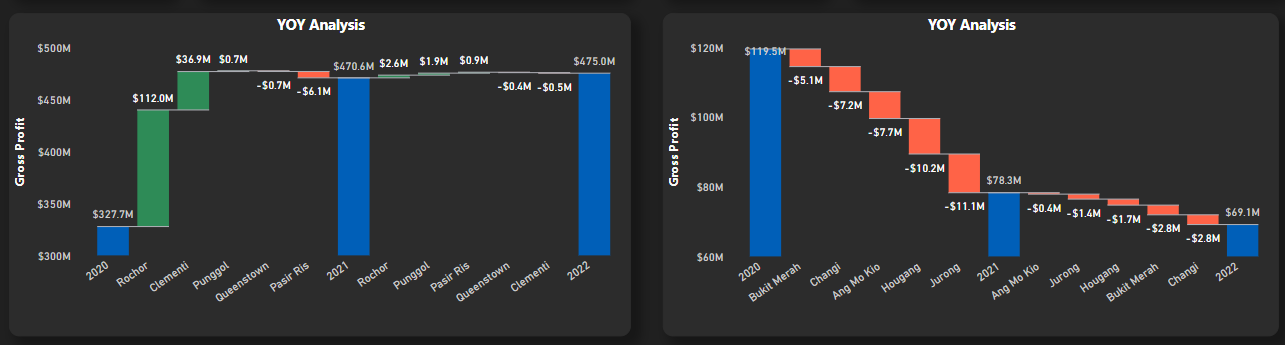 YOY Analysis
Gross Profit
$500M
$450M
$400M
$350M
$300M
$327.7M
$112.0M
$36.9M
$0.7M
-$0.7M
-$6.1M
$470.6M
$2.6M
$1.9M
$0.9M
-$0.4M
-$0.5M
$475.0M
2020
Rochor
Clementi
Punggol
Queenstown
Pasir Ris
2021
Rochor
Punggol
Pasir Ris
Queenstown
Clementi
2022
YOY Analysis
Gross Profit
$120M
$100M
$80M
$60M
$119.5M
-$5.1M
-$7.2M
-$7.7M
-$10.2M
-$11.1M
$78.3M
-$0.4M
-$1.4M
-$1.7M
-$2.8M
-$2.8M
$69.1M
2020
Bukit Merah
Changi
Ang Mo Kio
Hougang
Jurong
2021
Ang Mo Kio
Jurong
Hougang
Bukit Merah
Changi
2022